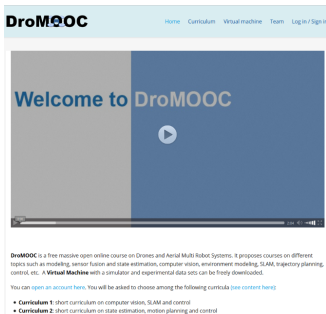 DroMOOC
Home Curriculum Virtual machine Team Log in / Sign in
Welcome to DroMOOC
DroMOOC is a free massive open online course on Drones and Aerial Multi Robot Systems. It proposes courses on different
topics such as modeling, sensor fusion and state estimation, computer vision, environment modeling, SLAM, trajectory planning,
control, etc. A Virtual Machine with a simulator and experimental data sets can be freely downloaded.
You can open an account here. You will be asked to choose among the following curricula (see content here):
• Curriculum 1: short curriculum on computer vision, SLAM and control
• Curriculum 2: short curriculum on state estimation, motion planning and control